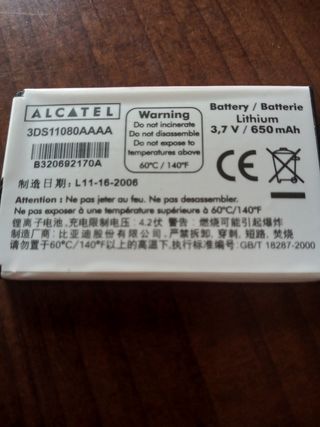 ALCATEL
3DS11080AAAA
B320692170A
Warning :
Do not incinerate
Do not disassemble
Do not expose to
temperature above
60°C / 140°F
Battery / Batterie
Lithium
3,7 V / 650 mAh
CE
制造日期: L11-16-2006
Attention : Ne pas jeter au feu. Ne pas desassembler.
Ne pas exposer à une température supérieure à 60°C/140°F
锂离子电池, 充电限制电压: 4.2伏 警告: 燃烧可能引起爆炸
制造厂商: 比亚迪股份有限公司 严禁拆卸, 穿刺, 短路, 焚烧
请勿置于60°C/140°F以上的高温下, 执行标准号: GB/T 18287-2000